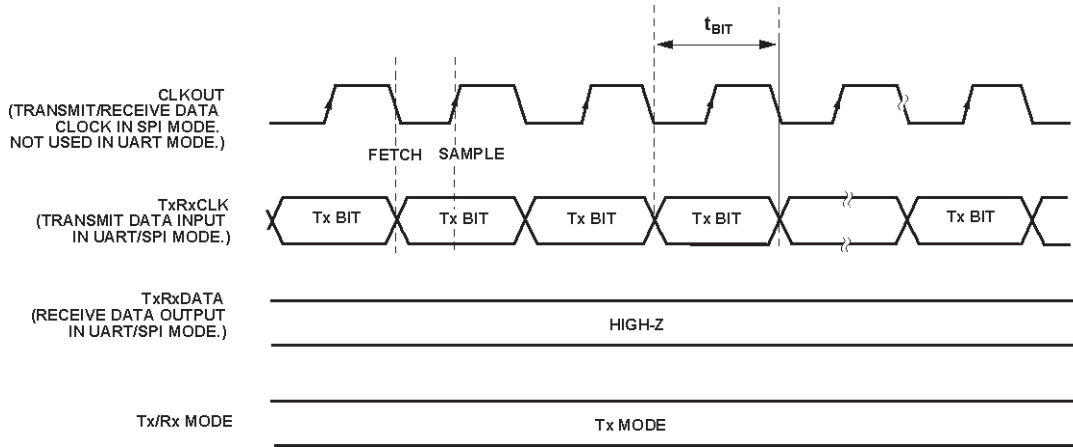 tBIT
CLKOUT
(TRANSMIT/RECEIVE DATA
CLOCK IN SPI MODE.
NOT USED IN UART MODE.)
FETCH SAMPLE
TxRxCLK
(TRANSMIT DATA INPUT
IN UART/SPI MODE.)
Tx BIT Tx BIT Tx BIT Tx BIT Tx BIT
TxRxDATA
(RECEIVE DATA OUTPUT
IN UART/SPI MODE.)
HIGH-Z
Tx/Rx MODE
Tx MODE